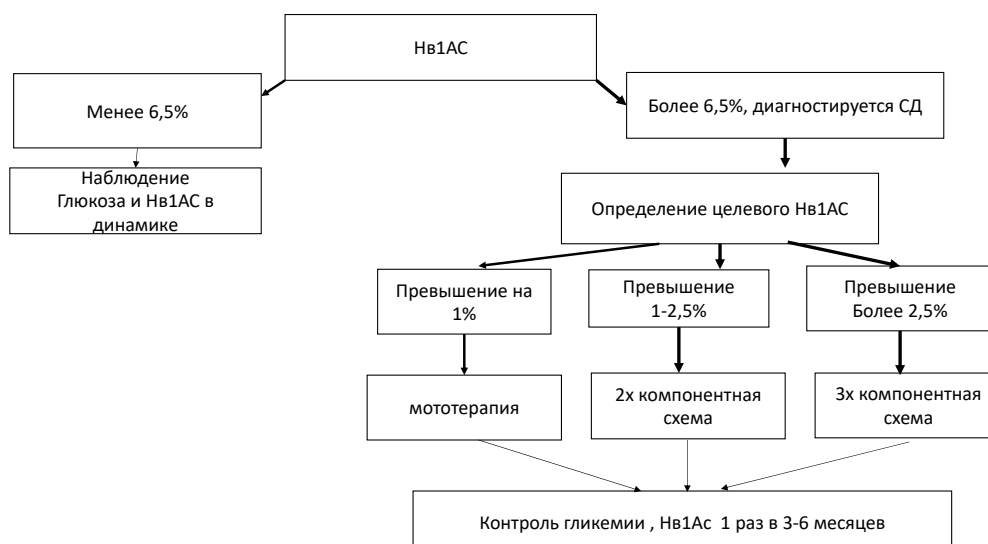 Нв1АС
Менее 6,5%
Более 6,5%, диагностируется СД
Наблюдение
Глюкоза и Нв1АС в
динамике
Определение целевого Нв1АС
Превышение на
1%
Превышение
1-2,5%
Превышение
Более 2,5%
мототерапия
2х компонентная
схема
3х компонентная
схема
Контроль гликемии , Нв1Ас 1 раз в 3-6 месяцев